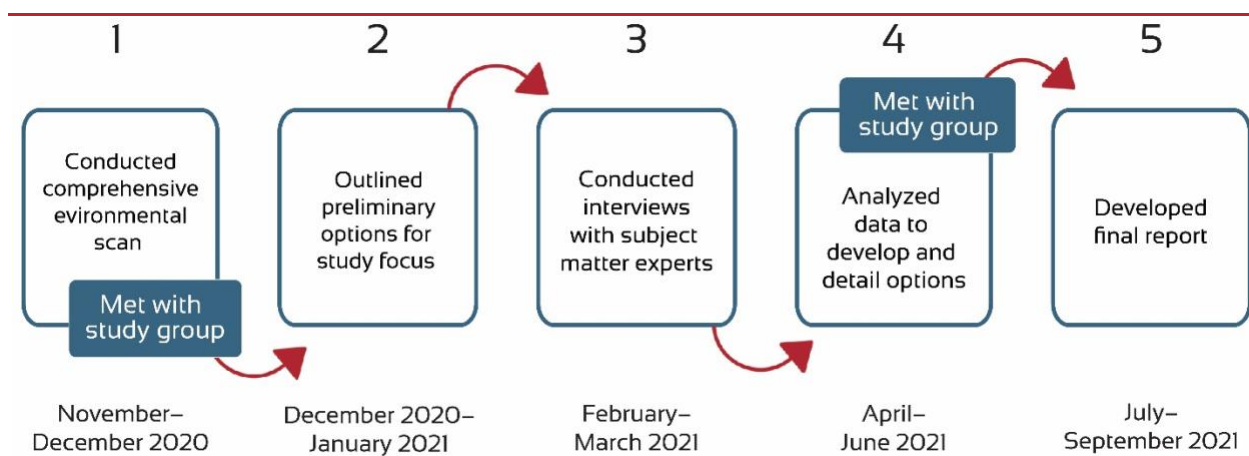 1
Conducted
comprehensive
evironmental
scan
Met with
study group
November–
December 2020
2
Outlined
preliminary
options for
study focus
December 2020–
January 2021
3
Conducted
interviews
with subject
matter experts
February–
March 2021
4
Met with
study group
Analyzed
data to
develop and
detail options
April–
June 2021
5
Developed
final report
July–
September 2021